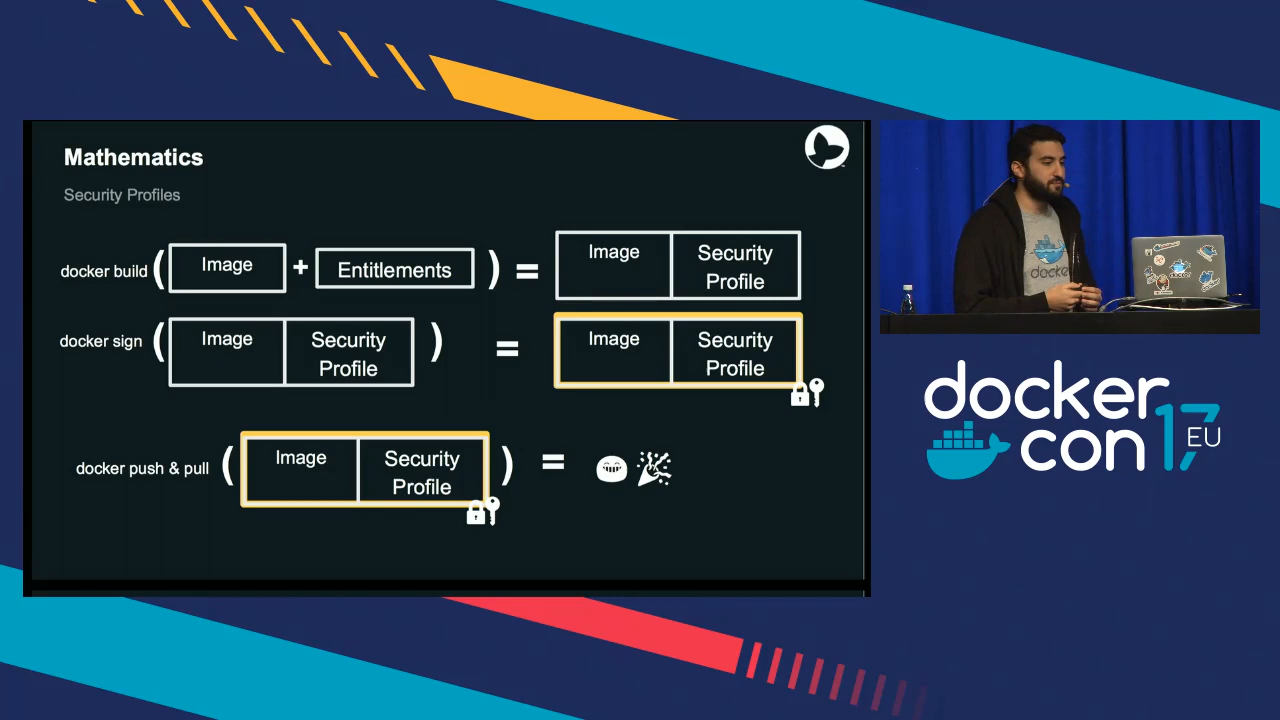 Mathematics
Security Profiles
docker build ( Image + Entitlements ) = Image Security Profile
docker sign ( Image Security Profile ) = Image Security Profile
docker push & pull ( Image Security Profile ) =
docker
docker
con 17 EU